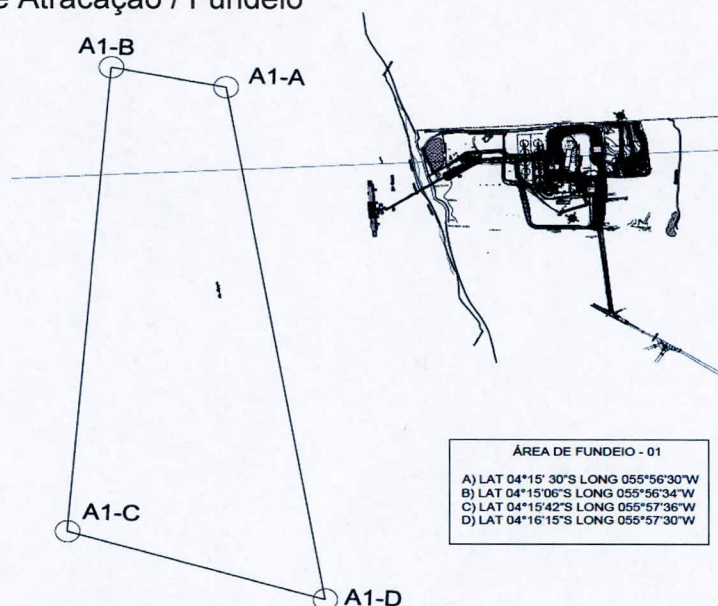 e Atracação / Fundeio
A1-B
A1-A
A1-C
A1-D
ÁREA DE FUNDEIO - 01
A) LAT 04°15' 30"S LONG 055°56'30"W
B) LAT 04°15'06"S LONG 055°56'34"W
C) LAT 04°15'42"S LONG 055°57'36"W
D) LAT 04°16'15"S LONG 055°57'30"W